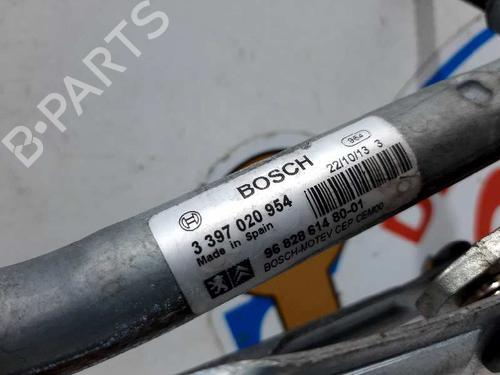 B-PARTS
BOSCH
984
22/10/13 3
3 397 020 954
Made in Spain
96 828 614 80-01
BOSCH-MOTEV CEP CEM00